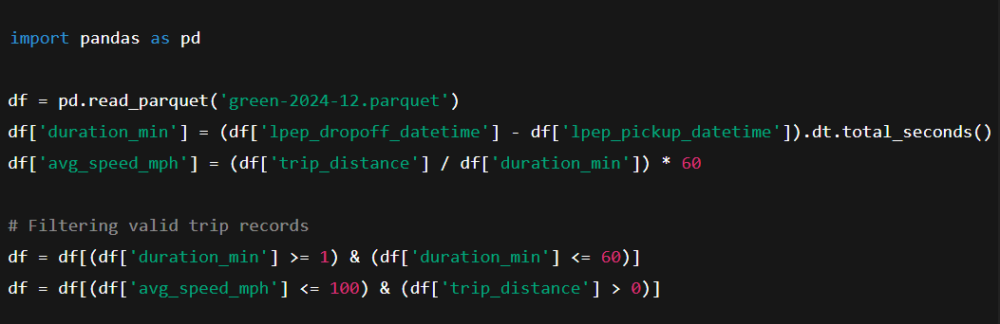 import pandas as pd
df = pd.read_parquet('green-2024-12.parquet')
df['duration_min'] = (df['lpep_dropoff_datetime'] - df['lpep_pickup_datetime']).dt.total_seconds()
df['avg_speed_mph'] = (df['trip_distance'] / df['duration_min']) * 60
# Filtering valid trip records
df = df[(df['duration_min'] >= 1) & (df['duration_min'] <= 60)]
df = df[(df['avg_speed_mph'] <= 100) & (df['trip_distance'] > 0)]